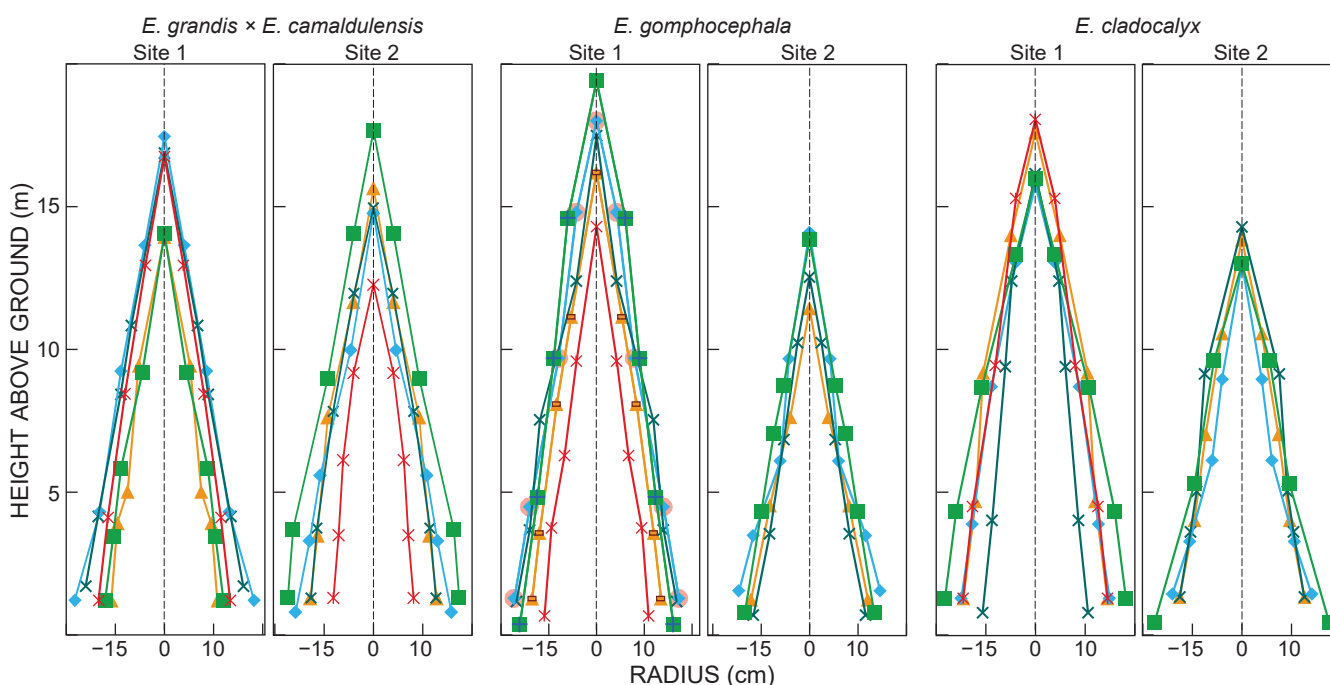 E. grandis × E. camaldulensis
E. gomphocephala
E. cladocalyx
Site 1
Site 2
Site 1
Site 2
Site 1
Site 2
HEIGHT ABOVE GROUND (m)
15
10
5
−15 0 10
−15 0 10
−15 0 10
−15 0 10
−15 0 10
−15 0 10
RADIUS (cm)